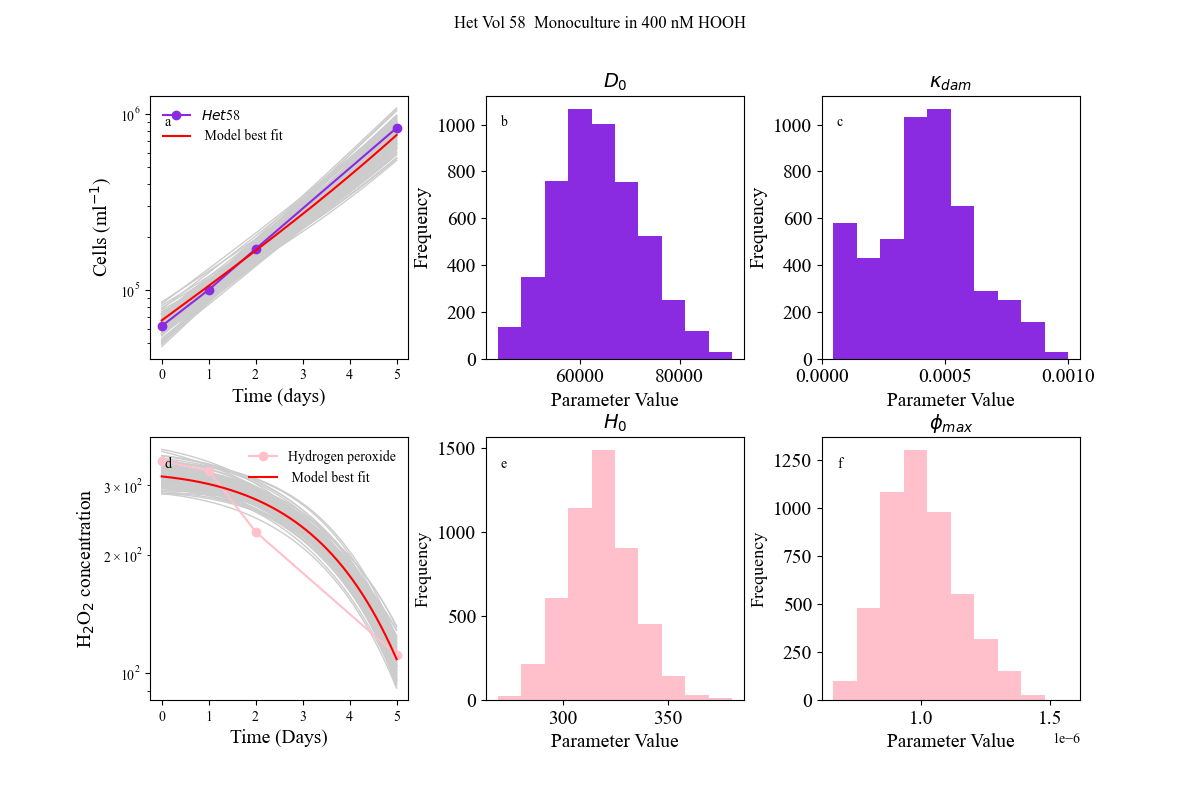 Het Vol 58  Monoculture in 400 nM HOOH
D₀
κ_dam
a
Het58
Model best fit
10⁶
10⁵
Cells (ml⁻¹)
0 1 2 3 4 5
Time (days)
b
1000
800
600
400
200
0
Frequency
60000 80000
Parameter Value
c
1000
800
600
400
200
0
Frequency
0.0000 0.0005 0.0010
Parameter Value
H₀
ϕ_max
d
Hydrogen peroxide
Model best fit
3 × 10²
2 × 10²
10²
H₂O₂ concentration
0 1 2 3 4 5
Time (Days)
e
1500
1000
500
0
Frequency
300 350
Parameter Value
f
1250
1000
750
500
250
0
Frequency
1.0 1.5
1e−6
Parameter Value